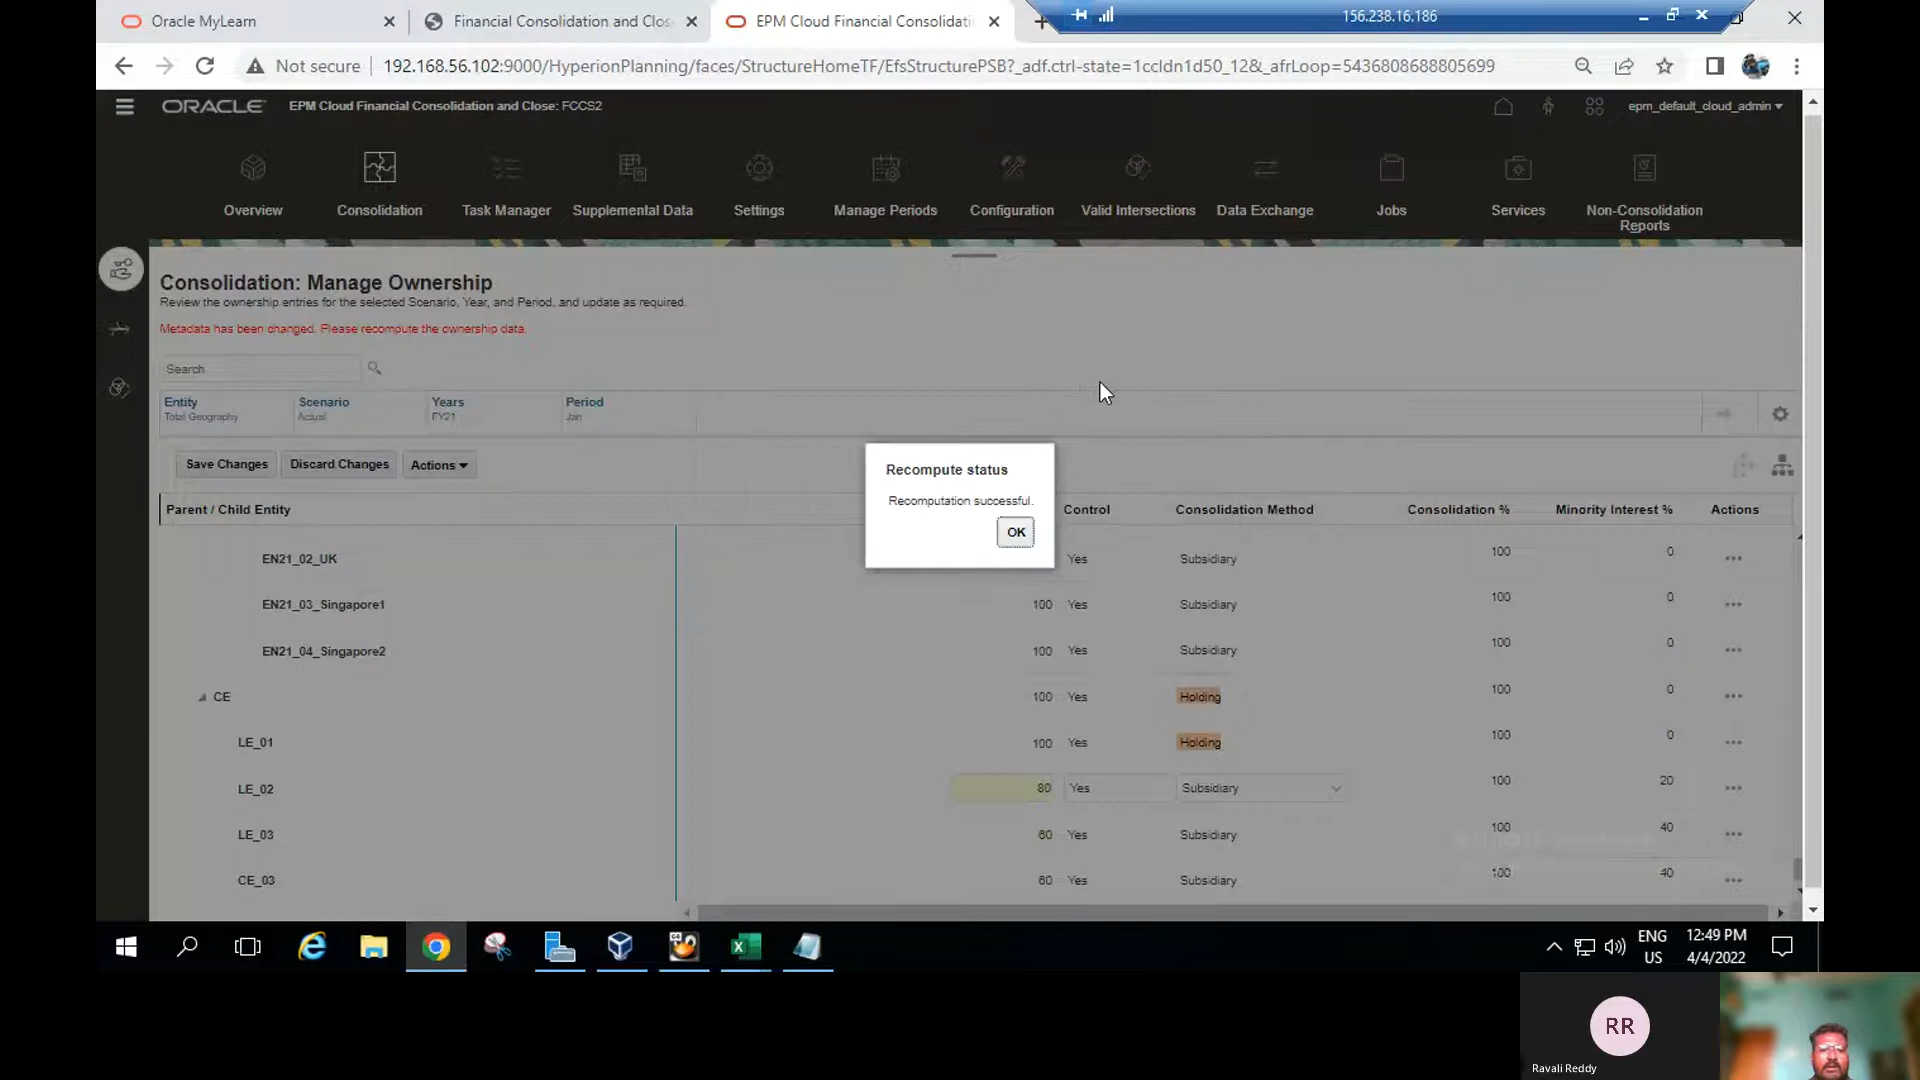 Oracle MyLearn
Financial Consolidation and Clos
EPM Cloud Financial Consolidati
156.238.16.186
Not secure
192.168.56.102:9000/HyperionPlanning/faces/StructureHomeTF/EfsStructurePSB?_adf.ctrl-state=1ccldn1d50_12&_afrLoop=5436808688805699
ORACLE
EPM Cloud Financial Consolidation and Close: FCCS2
epm_default_cloud_admin
Overview
Consolidation
Task Manager
Supplemental Data
Settings
Manage Periods
Configuration
Valid Intersections
Data Exchange
Jobs
Services
Non-Consolidation
Reports
Consolidation: Manage Ownership
Review the ownership entries for the selected Scenario, Year, and Period, and update as required.
Metadata has been changed. Please recompute the ownership data.
Search
Entity Scenario Years Period
Total Geography Actual FY21 Jan
Save Changes Discard Changes Actions
Recompute status
Recomputation successful.
OK
Parent / Child Entity Control Consolidation Method Consolidation % Minority Interest % Actions
EN21_02_UK Yes Subsidiary 100 0
EN21_03_Singapore1 100 Yes Subsidiary 100 0
EN21_04_Singapore2 100 Yes Subsidiary 100 0
CE 100 Yes Holding 100 0
LE_01 100 Yes Holding 100 0
LE_02 80 Yes Subsidiary 100 20
LE_03 60 Yes Subsidiary 100 40
CE_03 60 Yes Subsidiary 100 40
ENG 12:49 PM
US 4/4/2022
RR
Ravali Reddy